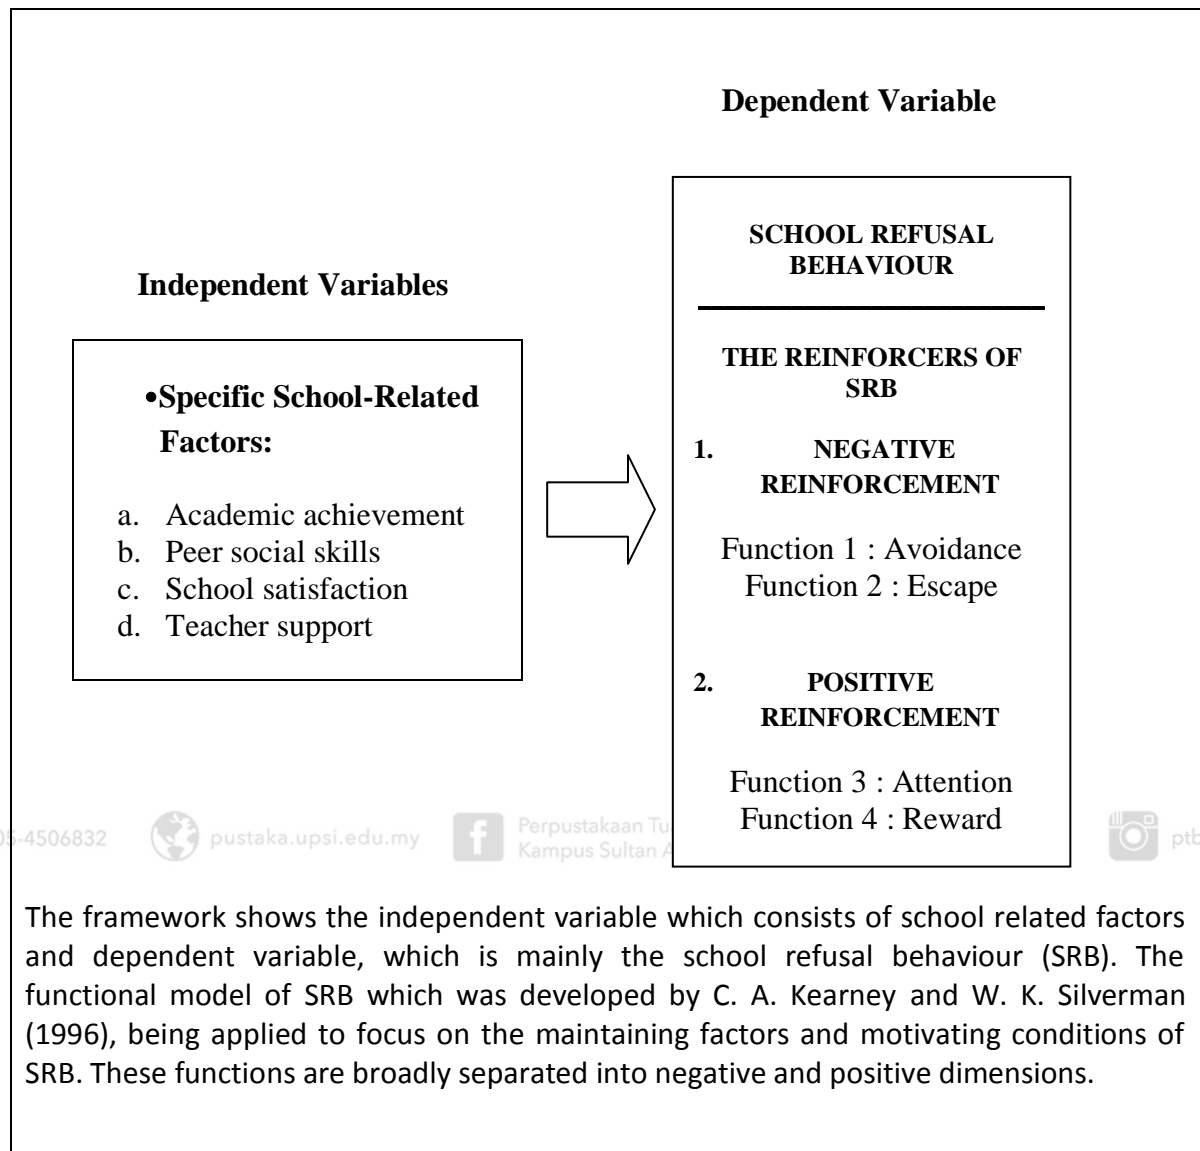 Dependent Variable
SCHOOL REFUSAL
BEHAVIOUR
Independent Variables
THE REINFORCERS OF
SRB
•Specific School-Related
Factors:
1. NEGATIVE
REINFORCEMENT
a. Academic achievement
b. Peer social skills
c. School satisfaction
d. Teacher support
Function 1 : Avoidance
Function 2 : Escape
2. POSITIVE
REINFORCEMENT
Function 3 : Attention
Function 4 : Reward
05-4506832
pustaka.upsi.edu.my
f
Perpustakaan
Kampus Sultan
ptb
The framework shows the independent variable which consists of school related factors
and dependent variable, which is mainly the school refusal behaviour (SRB). The
functional model of SRB which was developed by C. A. Kearney and W. K. Silverman
(1996), being applied to focus on the maintaining factors and motivating conditions of
SRB. These functions are broadly separated into negative and positive dimensions.